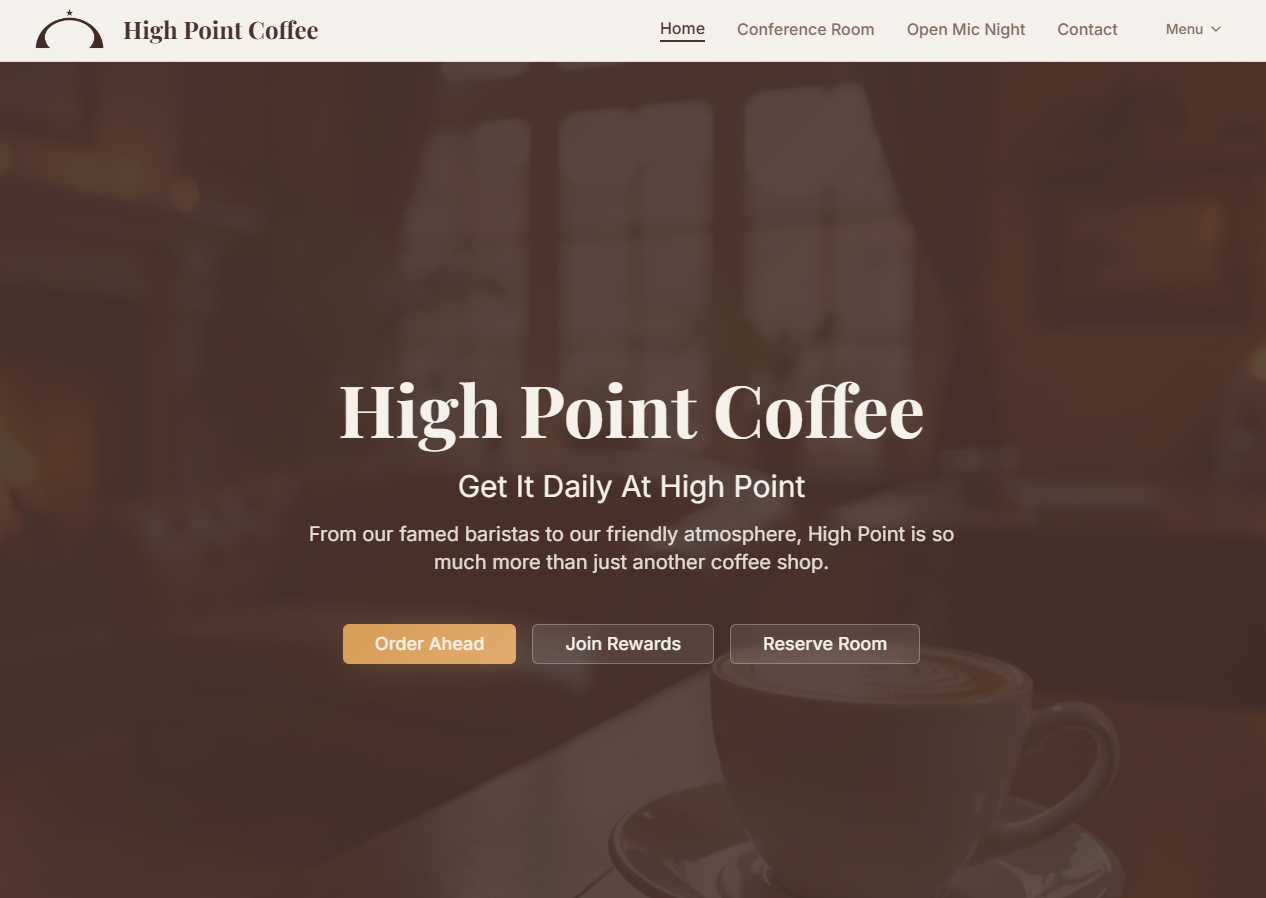 High Point Coffee
Home
Conference Room
Open Mic Night
Contact
Menu
High Point Coffee
Get It Daily At High Point
From our famed baristas to our friendly atmosphere, High Point is so
much more than just another coffee shop.
Order Ahead
Join Rewards
Reserve Room